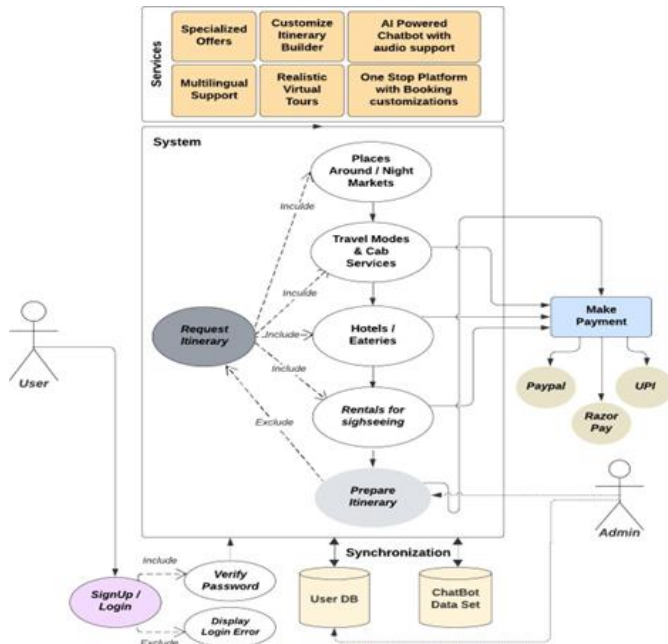 Services
Specialized
Offers
Customize
Itinerary
Builder
AI Powered
Chatbot with
audio support
Multilingual
Support
Realistic
Virtual
Tours
One Stop Platform
with Booking
customizations
System
Places
Around / Night
Markets
Include
Travel Modes
& Cab
Services
Include
Request
Itinerary
Include
Hotels /
Eateries
Include
Rentals for
sighseeing
Exclude
Prepare
Itinerary
Make
Payment
Paypal
UPI
Razor
Pay
User
Admin
Synchronization
Include
Verify
Password
SignUp /
Login
Display
Login Error
Exclude
User DB
ChatBot
Data Set